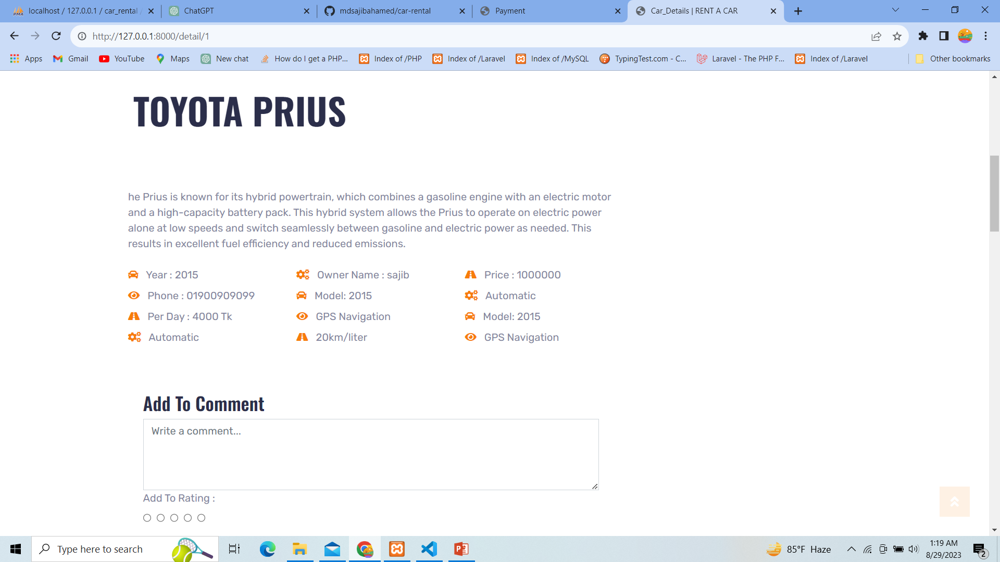 localhost / 127.0.0.1 / car_rental /
ChatGPT
mdsajibahamed/car-rental
Payment
Car_Details | RENT A CAR
http://127.0.0.1:8000/detail/1
Apps
Gmail
YouTube
Maps
New chat
How do I get a PHP...
Index of /PHP
Index of /Laravel
Index of /MySQL
TypingTest.com - C...
Laravel - The PHP F...
Index of /Laravel
Other bookmarks
TOYOTA PRIUS
he Prius is known for its hybrid powertrain, which combines a gasoline engine with an electric motor
and a high-capacity battery pack. This hybrid system allows the Prius to operate on electric power
alone at low speeds and switch seamlessly between gasoline and electric power as needed. This
results in excellent fuel efficiency and reduced emissions.
Year : 2015
Owner Name : sajib
Price : 1000000
Phone : 01900909099
Model: 2015
Automatic
Per Day : 4000 Tk
GPS Navigation
Model: 2015
Automatic
20km/liter
GPS Navigation
Add To Comment
Write a comment...
Add To Rating :
Type here to search
85°F Haze
1:19 AM
8/29/2023
2